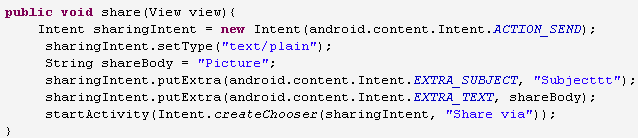 public void share(View view){
Intent sharingIntent = new Intent(android.content.Intent.ACTION_SEND);
sharingIntent.setType("text/plain");
String shareBody = "Picture";
sharingIntent.putExtra(android.content.Intent.EXTRA_SUBJECT, "Subjecttt");
sharingIntent.putExtra(android.content.Intent.EXTRA_TEXT, shareBody);
startActivity(Intent.createChooser(sharingIntent, "Share via"));
}